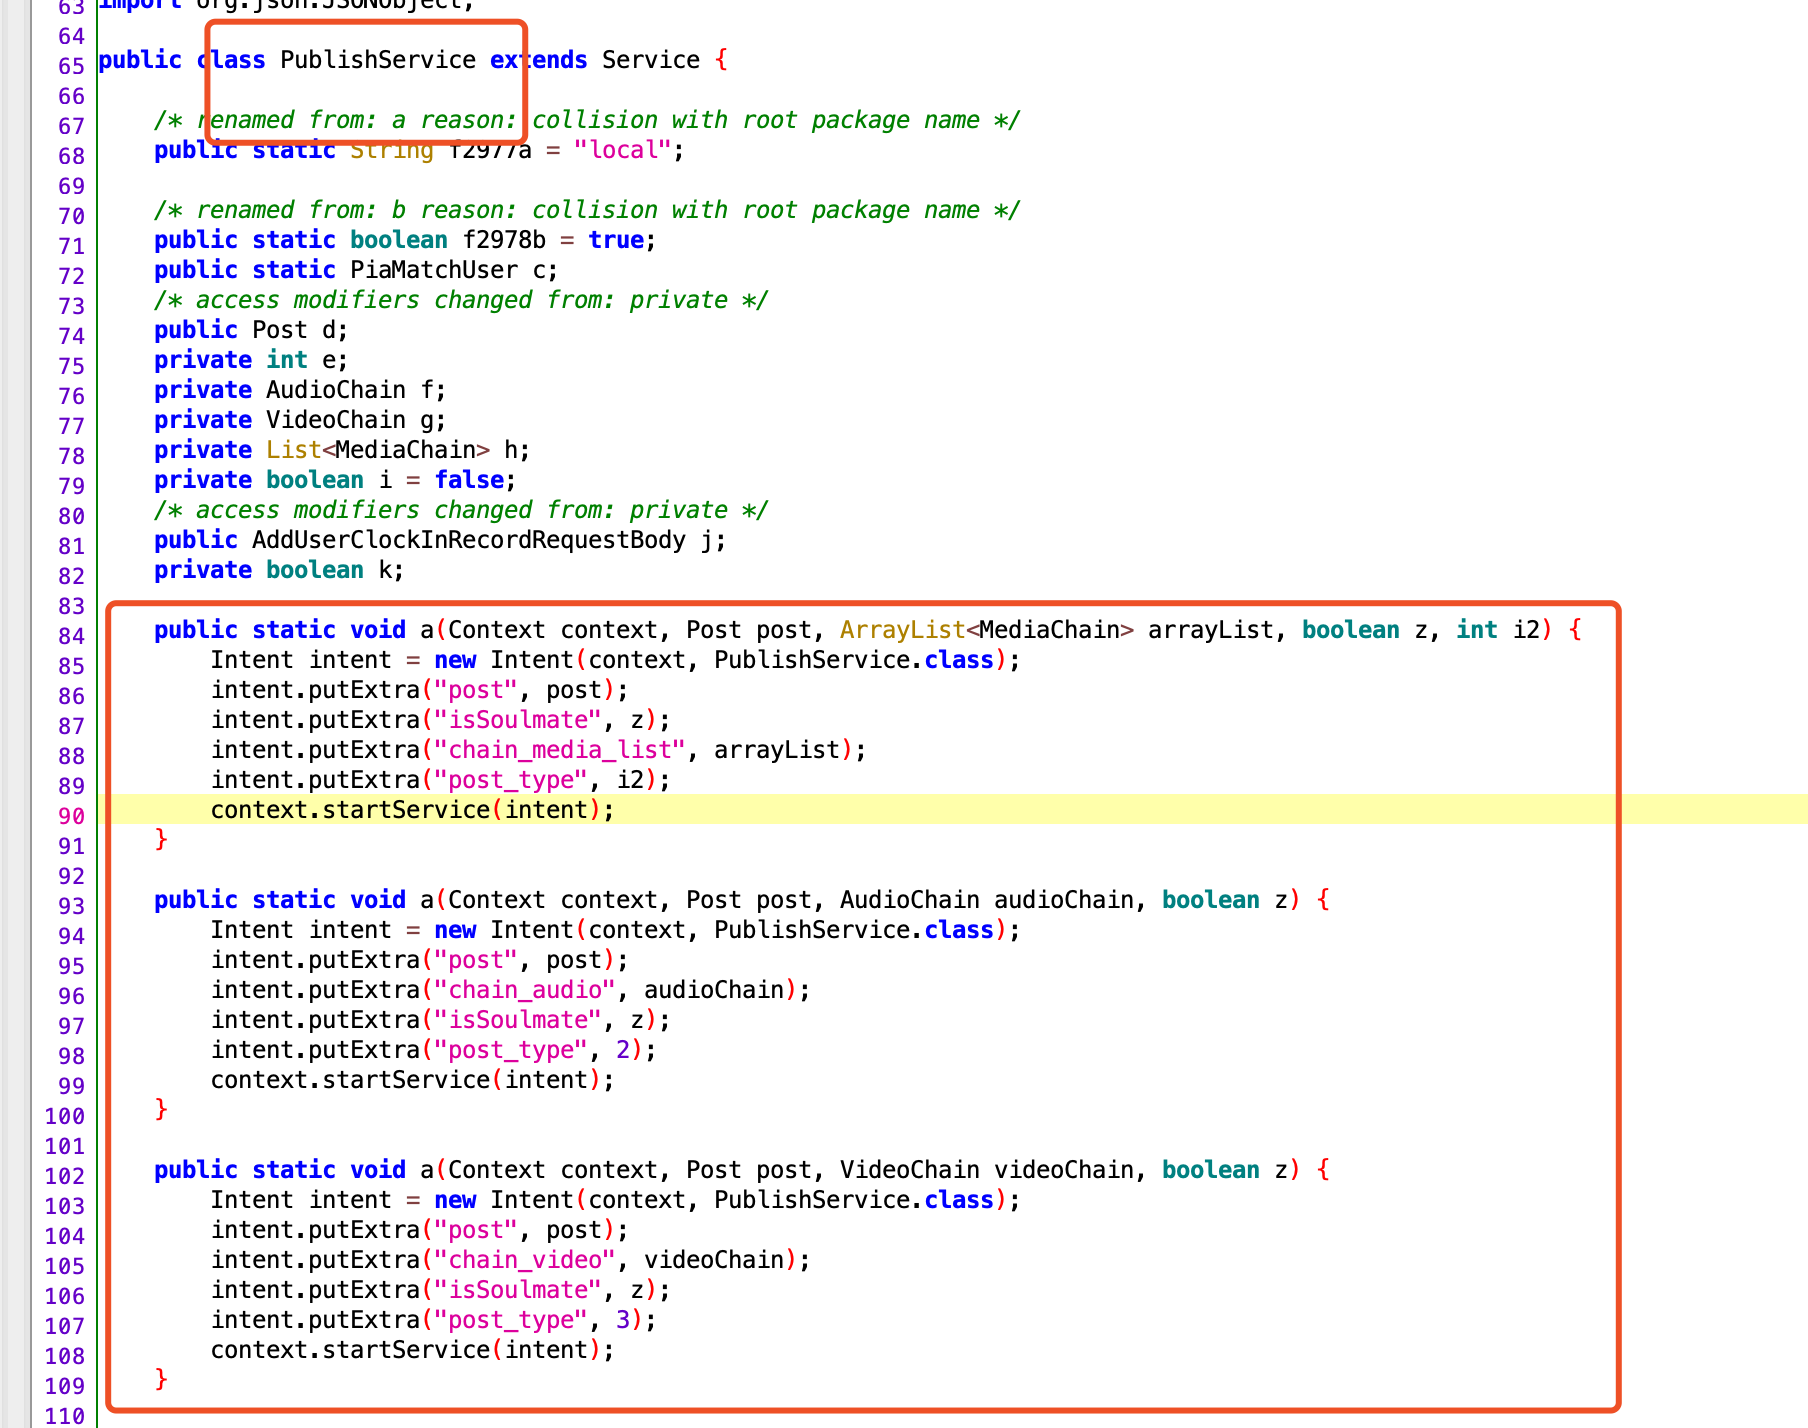 63 import org.json.JSONObject;
64
65 public class PublishService extends Service {
66
67     /* renamed from: a reason: collision with root package name */
68     public static String f2977a = "local";
69
70     /* renamed from: b reason: collision with root package name */
71     public static boolean f2978b = true;
72     public static PiaMatchUser c;
73     /* access modifiers changed from: private */
74     public Post d;
75     private int e;
76     private AudioChain f;
77     private VideoChain g;
78     private List<MediaChain> h;
79     private boolean i = false;
80     /* access modifiers changed from: private */
81     public AddUserClockInRecordRequestBody j;
82     private boolean k;
83
84     public static void a(Context context, Post post, ArrayList<MediaChain> arrayList, boolean z, int i2) {
85         Intent intent = new Intent(context, PublishService.class);
86         intent.putExtra("post", post);
87         intent.putExtra("isSoulmate", z);
88         intent.putExtra("chain_media_list", arrayList);
89         intent.putExtra("post_type", i2);
90         context.startService(intent);
91     }
92
93     public static void a(Context context, Post post, AudioChain audioChain, boolean z) {
94         Intent intent = new Intent(context, PublishService.class);
95         intent.putExtra("post", post);
96         intent.putExtra("chain_audio", audioChain);
97         intent.putExtra("isSoulmate", z);
98         intent.putExtra("post_type", 2);
99         context.startService(intent);
100     }
101
102     public static void a(Context context, Post post, VideoChain videoChain, boolean z) {
103         Intent intent = new Intent(context, PublishService.class);
104         intent.putExtra("post", post);
105         intent.putExtra("chain_video", videoChain);
106         intent.putExtra("isSoulmate", z);
107         intent.putExtra("post_type", 3);
108         context.startService(intent);
109     }
110